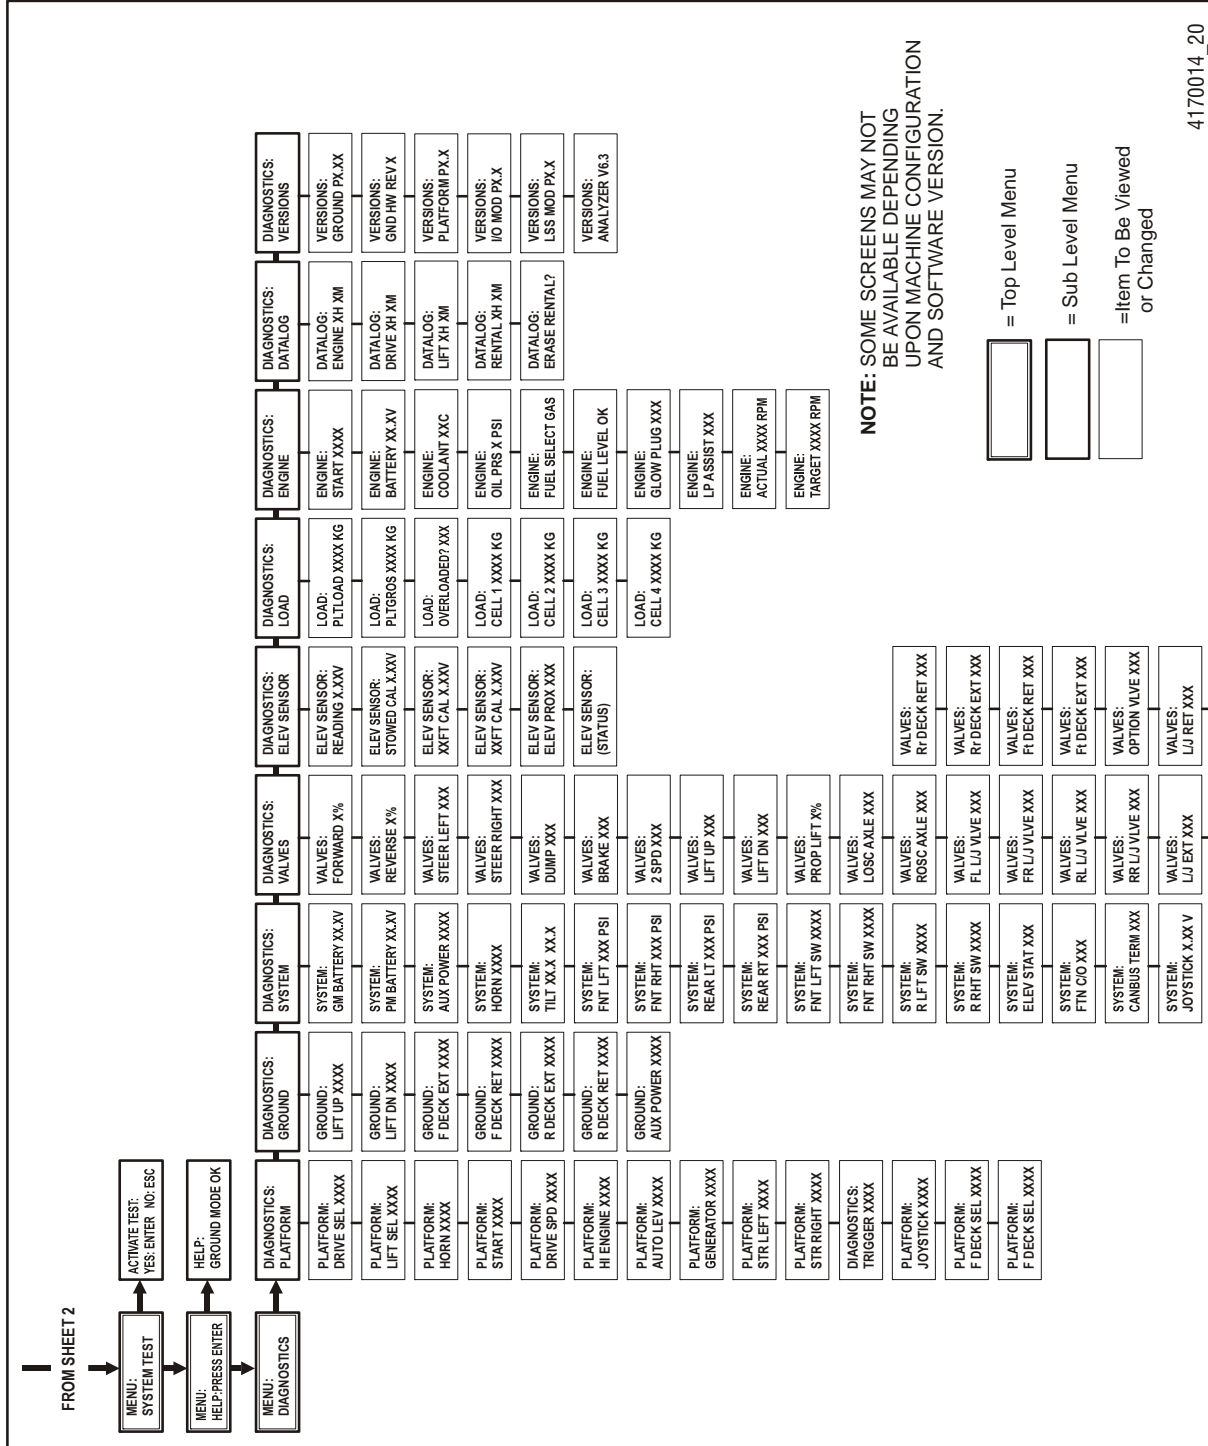 FROM SHEET 2
MENU:
SYSTEM TEST
ACTIVATE TEST:
YES: ENTER NO: ESC
MENU:
HELP:PRESS ENTER
HELP:
GROUND MODE OK
MENU:
DIAGNOSTICS
DIAGNOSTICS:
PLATFORM
PLATFORM:
DRIVE SEL XXXX
PLATFORM:
LIFT SEL XXXX
PLATFORM:
HORN XXXX
PLATFORM:
START XXXX
PLATFORM:
DRIVE SPD XXXX
PLATFORM:
HI ENGINE XXXX
PLATFORM:
AUTO LEV XXXX
PLATFORM:
GENERATOR XXXX
PLATFORM:
STR LEFT XXXX
PLATFORM:
STR RIGHT XXXX
DIAGNOSTICS:
TRIGGER XXXX
PLATFORM:
JOYSTICK XXXX
PLATFORM:
F DECK SEL XXXX
PLATFORM:
F DECK SEL XXXX
DIAGNOSTICS:
GROUND
GROUND:
LIFT UP XXXX
GROUND:
LIFT DN XXXX
GROUND:
F DECK EXT XXXX
GROUND:
F DECK RET XXXX
GROUND:
R DECK EXT XXXX
GROUND:
R DECK RET XXXX
GROUND:
AUX POWER XXXX
DIAGNOSTICS:
SYSTEM
SYSTEM:
GM BATTERY XX.XV
SYSTEM:
PM BATTERY XX.XV
SYSTEM:
AUX POWER XXXX
SYSTEM:
HORN XXXX
SYSTEM:
TILT XX.X XX.X
SYSTEM:
FNT LFT XXX PSI
SYSTEM:
FNT RHT XXX PSI
SYSTEM:
REAR LT XXX PSI
SYSTEM:
REAR RT XXX PSI
SYSTEM:
FNT LFT SW XXXX
SYSTEM:
FNT RHT SW XXXX
SYSTEM:
R LFT SW XXXX
SYSTEM:
R RHT SW XXXX
SYSTEM:
ELEV STAT XXX
SYSTEM:
FTN C/O XXX
SYSTEM:
CANBUS TERM XXX
SYSTEM:
JOYSTICK X.XX V
DIAGNOSTICS:
VALVES
VALVES:
FORWARD X%
VALVES:
REVERSE X%
VALVES:
STEER LEFT XXX
VALVES:
STEER RIGHT XXX
VALVES:
DUMP XXX
VALVES:
BRAKE XXX
VALVES:
2 SPD XXX
VALVES:
LIFT UP XXX
VALVES:
LIFT DN XXX
VALVES:
PROP LIFT X%
VALVES:
LOSC AXLE XXX
VALVES:
ROSC AXLE XXX
VALVES:
FL L/J VLVE XXX
VALVES:
FR L/J VLVE XXX
VALVES:
RL L/J VLVE XXX
VALVES:
RR L/J VLVE XXX
VALVES:
L/J EXT XXX
VALVES:
Rr DECK RET XXX
VALVES:
Rr DECK EXT XXX
VALVES:
Ft DECK RET XXX
VALVES:
Ft DECK EXT XXX
VALVES:
OPTION VLVE XXX
VALVES:
L/J RET XXX
DIAGNOSTICS:
ELEV SENSOR
ELEV SENSOR:
READING X.XXV
ELEV SENSOR:
STOWED CAL X.XXV
ELEV SENSOR:
XXFT CAL X.XXV
ELEV SENSOR:
XXFT CAL X.XXV
ELEV SENSOR:
ELEV PROX XXX
ELEV SENSOR:
(STATUS)
DIAGNOSTICS:
LOAD
LOAD:
PLTLOAD XXXX KG
LOAD:
PLTGROS XXXX KG
LOAD:
OVERLOADED? XXX
LOAD:
CELL 1 XXXX KG
LOAD:
CELL 2 XXXX KG
LOAD:
CELL 3 XXXX KG
LOAD:
CELL 4 XXXX KG
DIAGNOSTICS:
ENGINE
ENGINE:
START XXXX
ENGINE:
BATTERY XX.XV
ENGINE:
COOLANT XXC
ENGINE:
OIL PRS X PSI
ENGINE:
FUEL SELECT GAS
ENGINE:
FUEL LEVEL OK
ENGINE:
GLOW PLUG XXX
ENGINE:
LP ASSIST XXX
ENGINE:
ACTUAL XXXX RPM
ENGINE:
TARGET XXXX RPM
DIAGNOSTICS:
DATALOG
DATALOG:
ENGINE XH XM
DATALOG:
DRIVE XH XM
DATALOG:
LIFT XH XM
DATALOG:
RENTAL XH XM
DATALOG:
ERASE RENTAL?
DIAGNOSTICS:
VERSIONS
VERSIONS:
GROUND PX.XX
VERSIONS:
GND HW REV X
VERSIONS:
PLATFORM PX.X
VERSIONS:
I/O MOD PX.X
VERSIONS:
LSS MOD PX.X
VERSIONS:
ANALYZER V6.3
NOTE: SOME SCREENS MAY NOT
BE AVAILABLE DEPENDING
UPON MACHINE CONFIGURATION
AND SOFTWARE VERSION.
= Top Level Menu
= Sub Level Menu
=Item To Be Viewed
or Changed
4170014_20